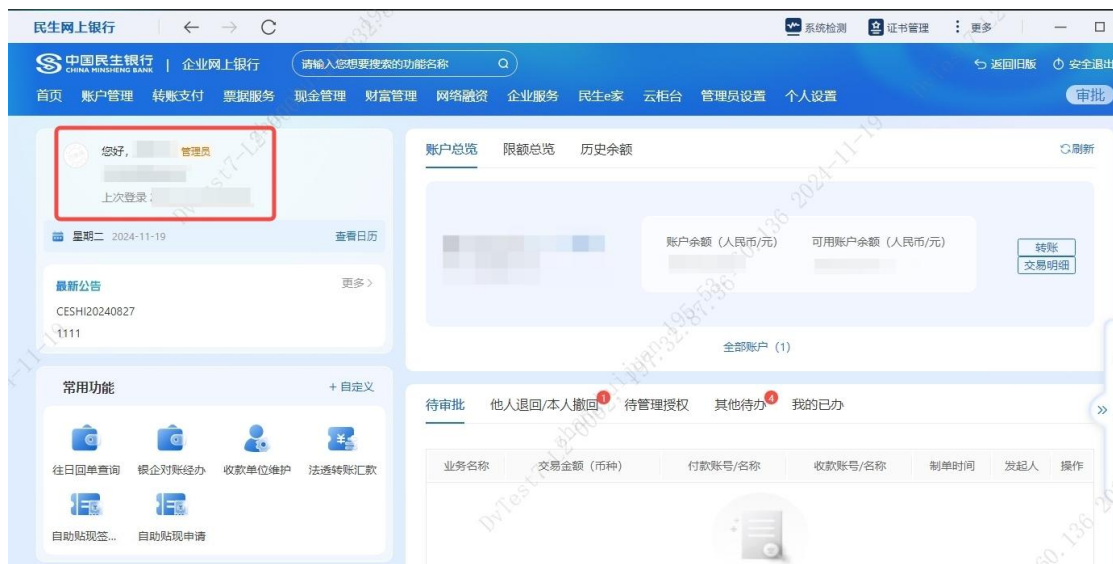 民生网上银行 系统检测 证书管理 更多
中国民生银行 CHINA MINSHENG BANK | 企业网上银行 请输入您想要搜索的功能名称 返回旧版 安全退出
首页 账户管理 转账支付 票据服务 现金管理 财富管理 网络融资 企业服务 民生e家 云柜台 管理员设置 个人设置 审批
您好, 管理员
上次登录:
星期二 2024-11-19 查看日历
最新公告 更多>
CESHI20240827
1111
常用功能 + 自定义
往日回单查询 银企对账经办 收款单位维护 法透转账汇款
自助贴现签... 自助贴现申请
账户总览 限额总览 历史余额 刷新
账户余额（人民币/元） 可用账户余额（人民币/元） 转账
交易明细
全部账户（1）
待审批 他人退回/本人撤回 1 待管理授权 其他待办 4 我的已办
业务名称 交易金额（币种） 付款账号/名称 收款账号/名称 制单时间 发起人 操作